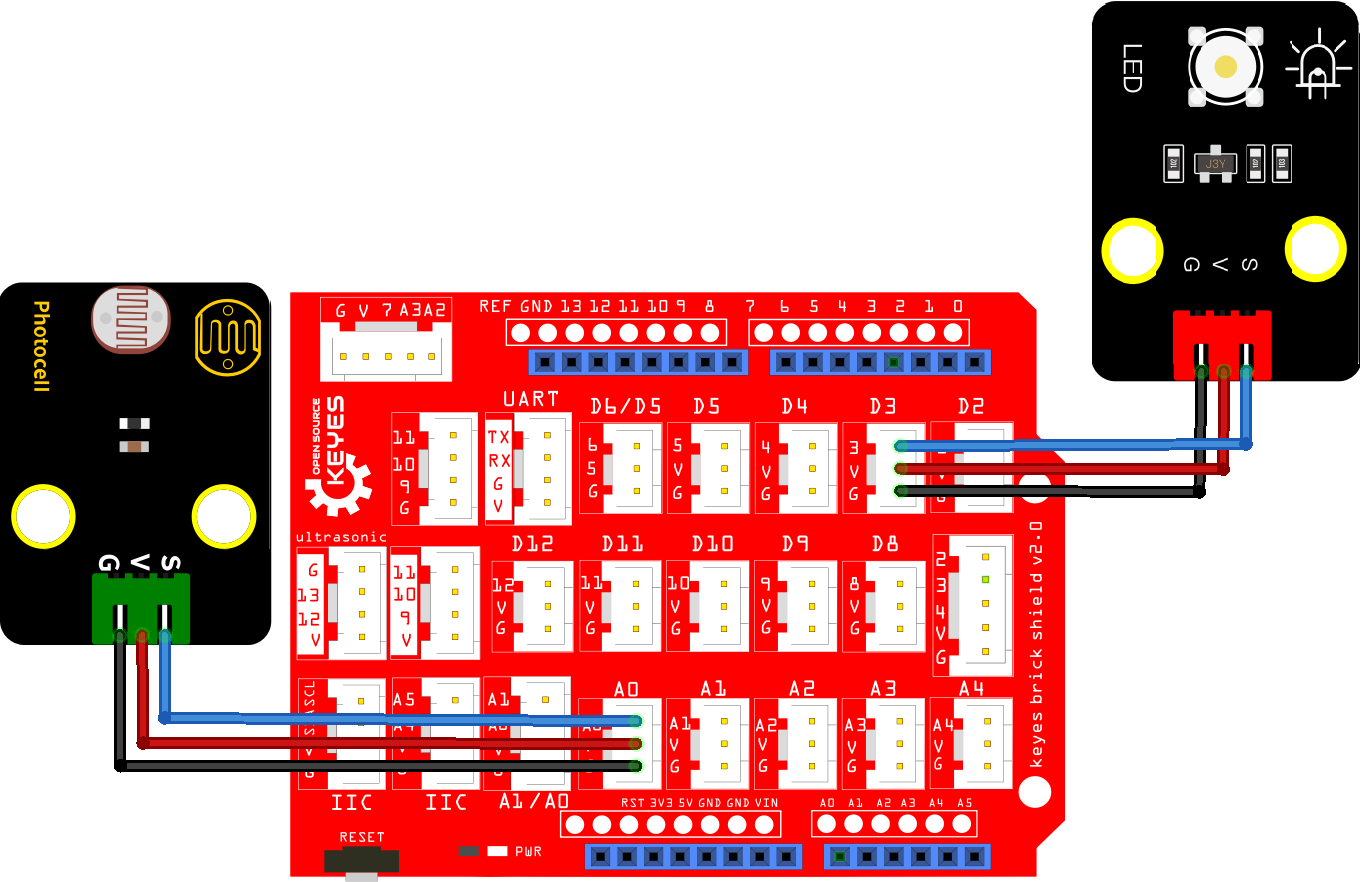 LED
102
J3Y
103
G V S
Photocell
G V S
G V 7 A3 A2
REF GND 13 12 11 10 9 8
7 6 5 4 3 2 1 0
OPEN SOURCE
KEYES
UART
D6/D5
D5
D4
D3
D2
11
10
9
G
TX
RX
G
V
6
5
G
5
V
G
4
V
G
3
V
G
G
ultrasonic
D12
D11
D10
D9
D8
G
13
12
V
11
10
9
V
12
V
G
11
V
G
10
V
G
9
V
G
8
V
G
2
3
4
V
G
keyes brick shield v2.0
A0
A1
A2
A3
A4
SCL
A5
A1
A1
V
G
A2
V
G
A3
V
G
A4
V
G
IIC
IIC
A1/A0
RST 3V3 5V GND GND VIN
A0 A1 A2 A3 A4 A5
RESET
PWR